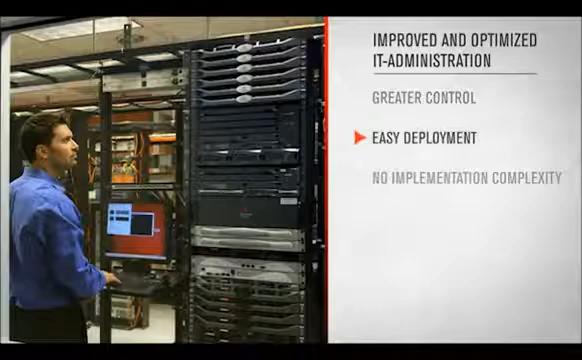 IMPROVED AND OPTIMIZED
IT-ADMINISTRATION
GREATER CONTROL
EASY DEPLOYMENT
NO IMPLEMENTATION COMPLEXITY